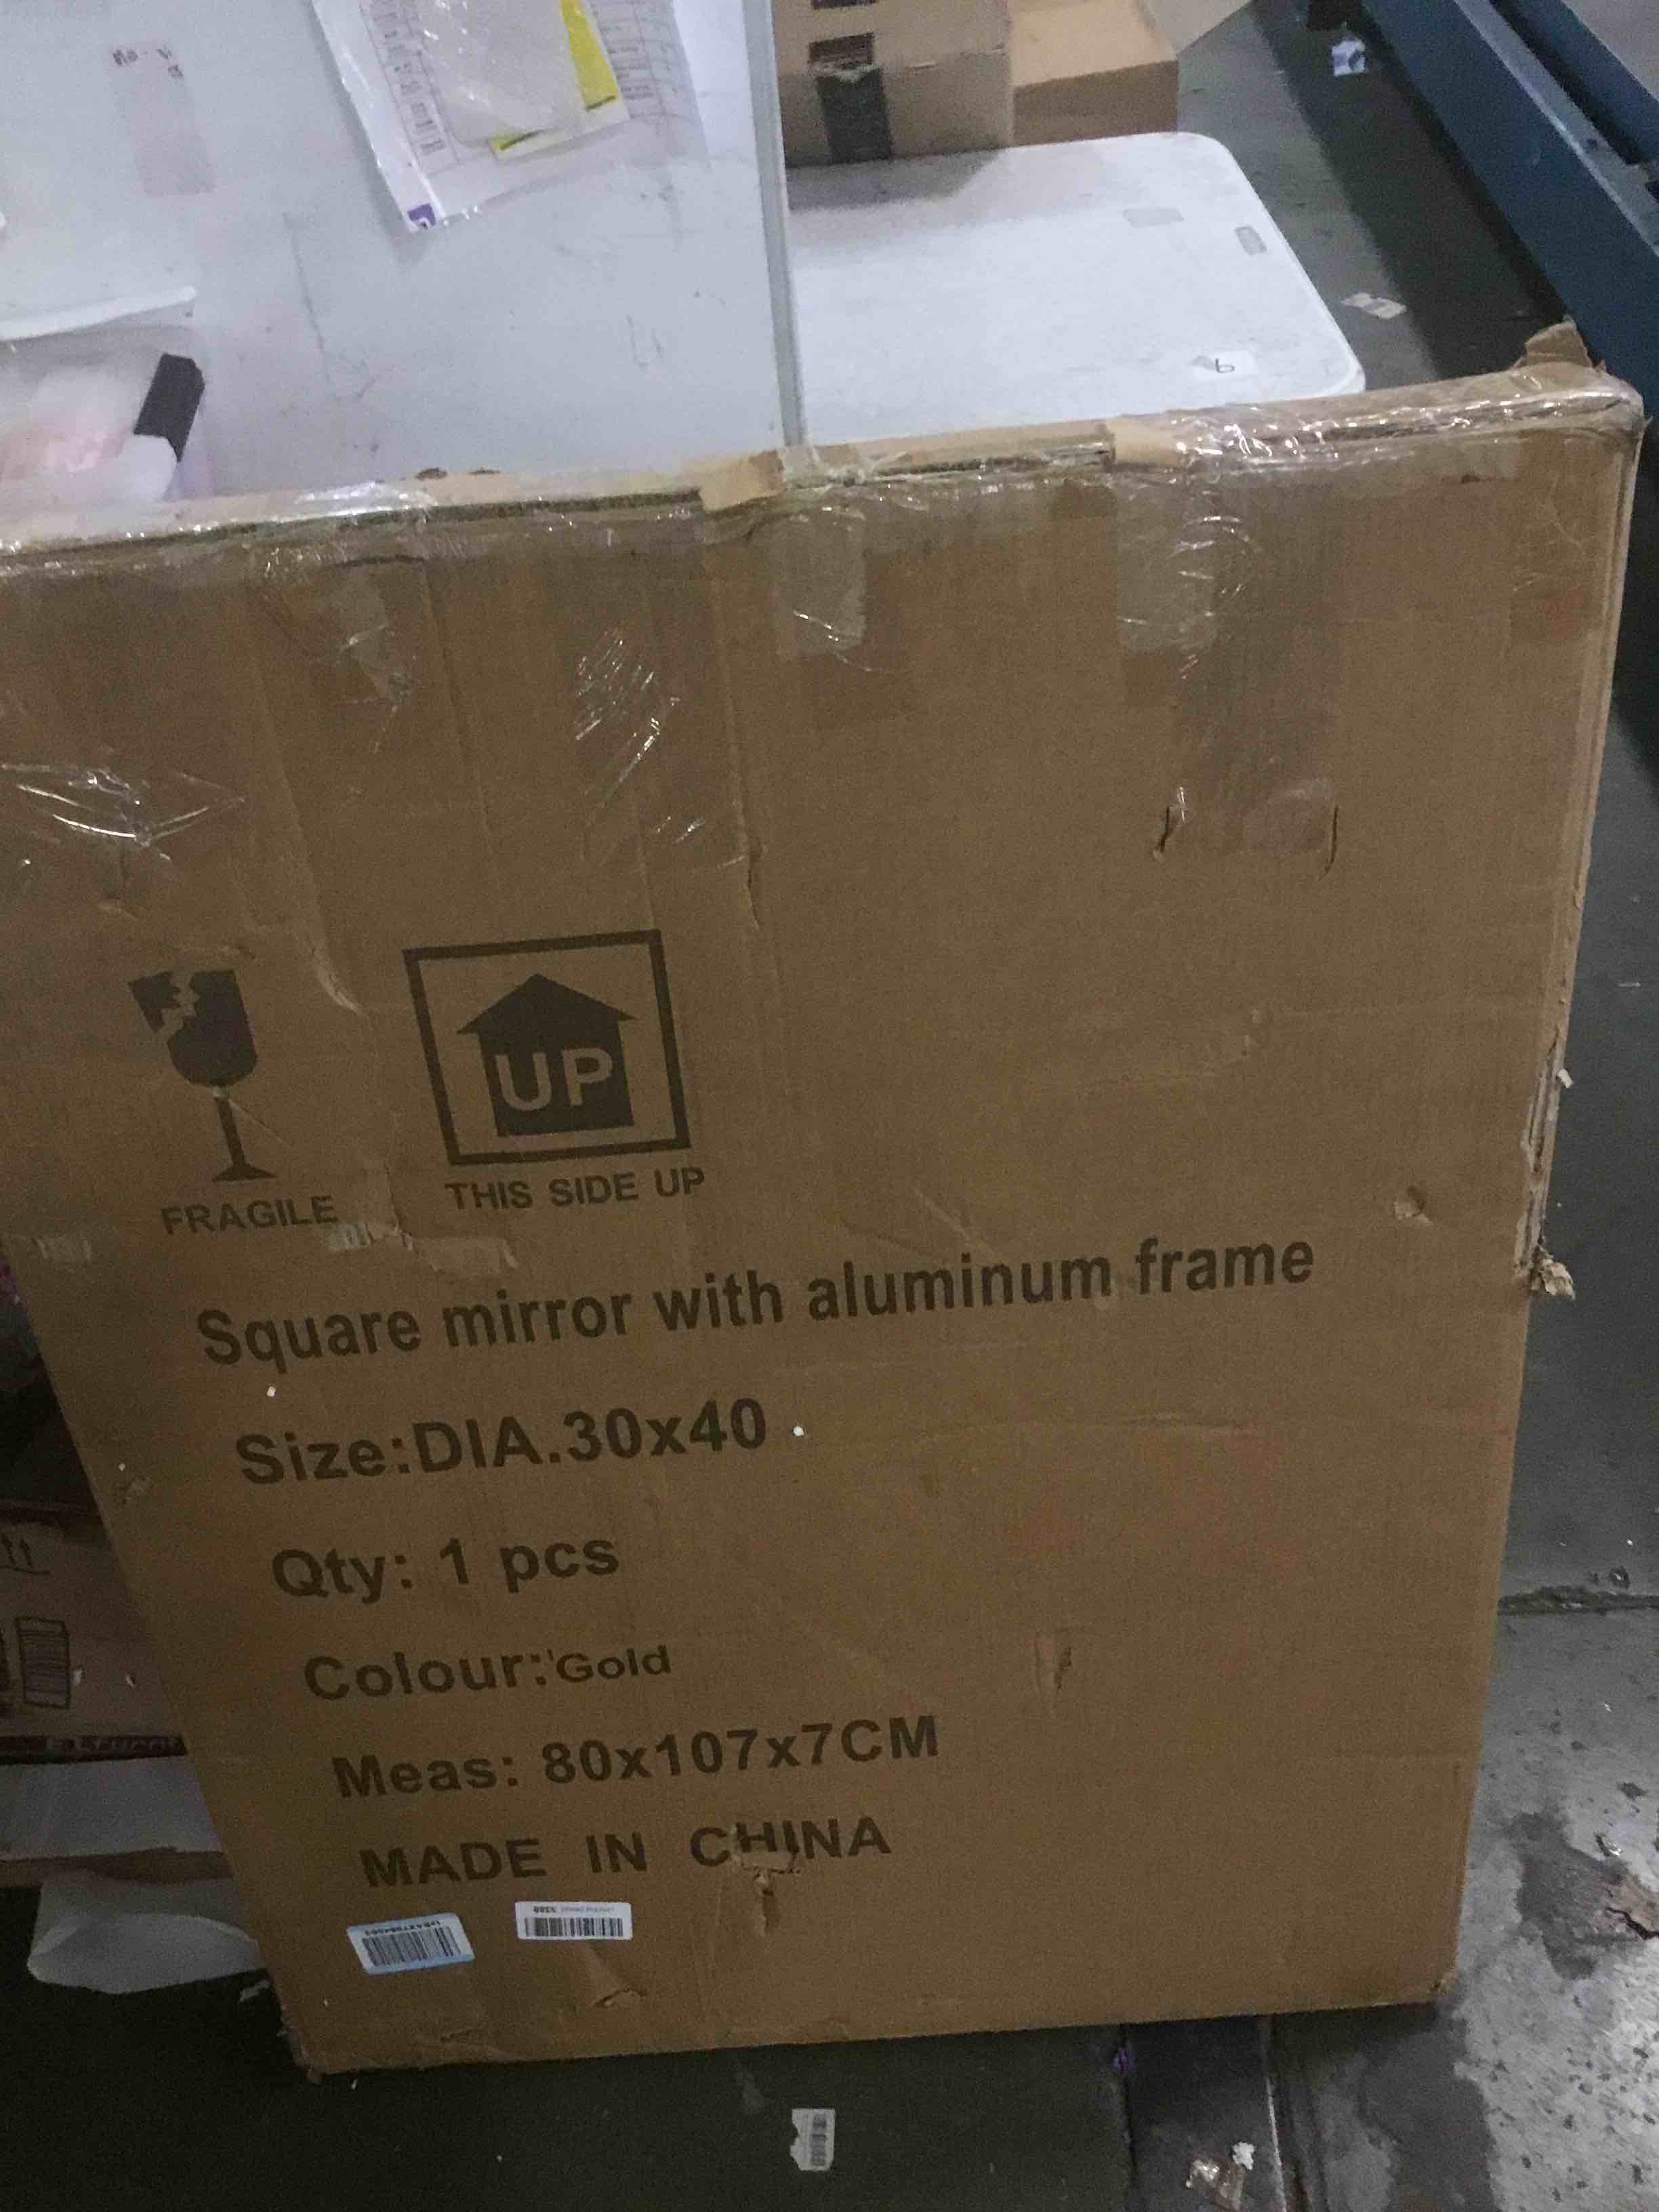 UP
FRAGILE
THIS SIDE UP
Square mirror with aluminum frame
Size:DIA.30x40
Qty: 1 pcs
Colour:'Gold
Meas: 80x107x7CM
MADE IN CHINA